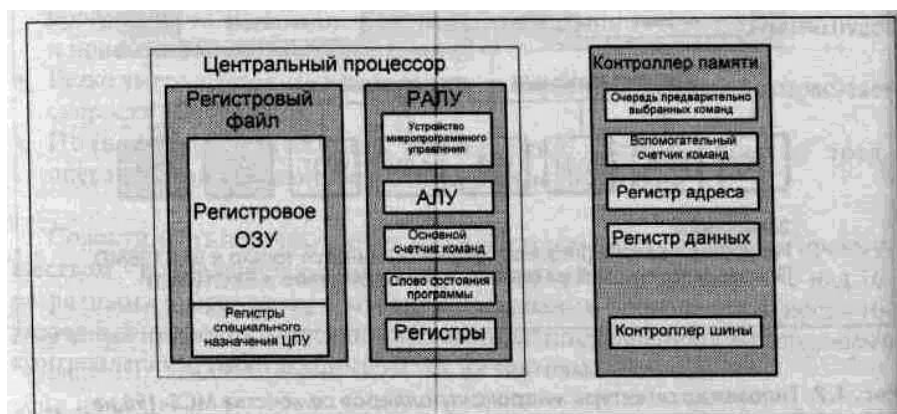 Центральный процессор
Регистровый
файл
Регистровое
ОЗУ
Регистры
специального
назначения ЦПУ
РАЛУ
Устройство
микропрограммного
управления
АЛУ
Основной
счетчик команд
Слово состояния
программы
Регистры
Контроллер памяти
Очередь предварительно
выбранных команд
Вспомогательный
счетчик команд
Регистр адреса
Регистр данных
Контроллер шины